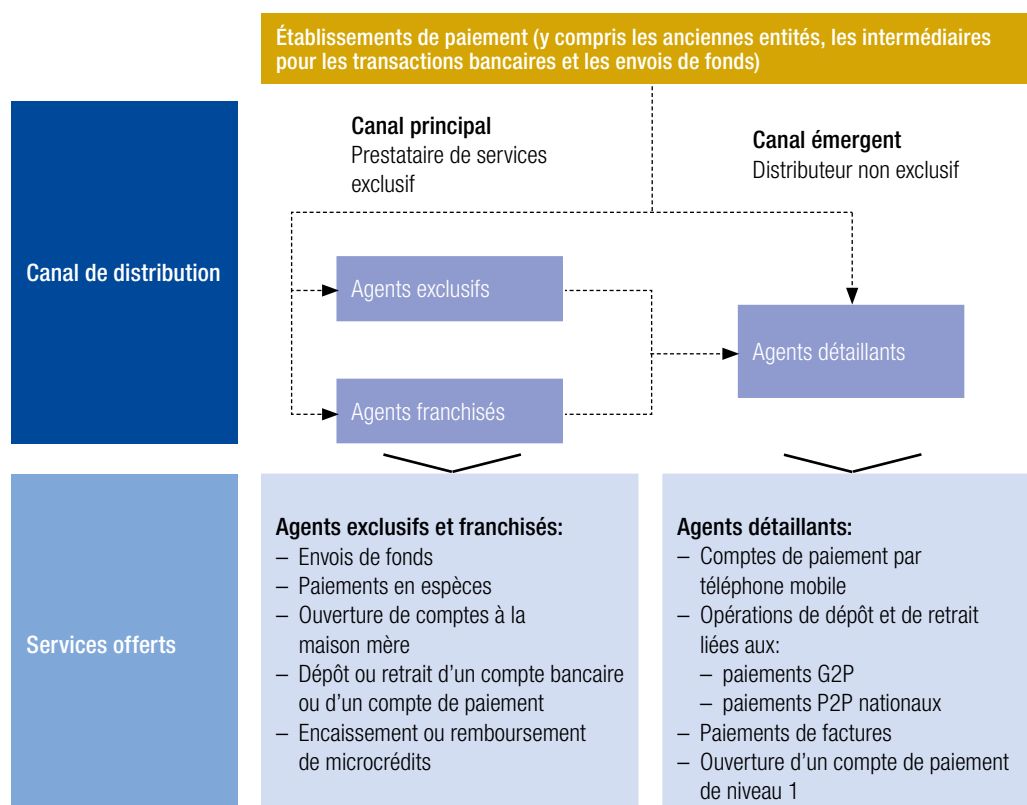 Établissements de paiement (y compris les anciennes entités, les intermédiaires
pour les transactions bancaires et les envois de fonds)
Canal principal
Prestataire de services
exclusif
Canal émergent
Distributeur non exclusif
Canal de distribution
Agents exclusifs
Agents franchisés
Agents détaillants
Services offerts
Agents exclusifs et franchisés:
– Envois de fonds
– Paiements en espèces
– Ouverture de comptes à la
maison mère
– Dépôt ou retrait d’un compte bancaire
ou d’un compte de paiement
– Encaissement ou remboursement
de microcrédits
Agents détaillants:
– Comptes de paiement par
téléphone mobile
– Opérations de dépôt et de retrait
liées aux:
– paiements G2P
– paiements P2P nationaux
– Paiements de factures
– Ouverture d’un compte de paiement
de niveau 1